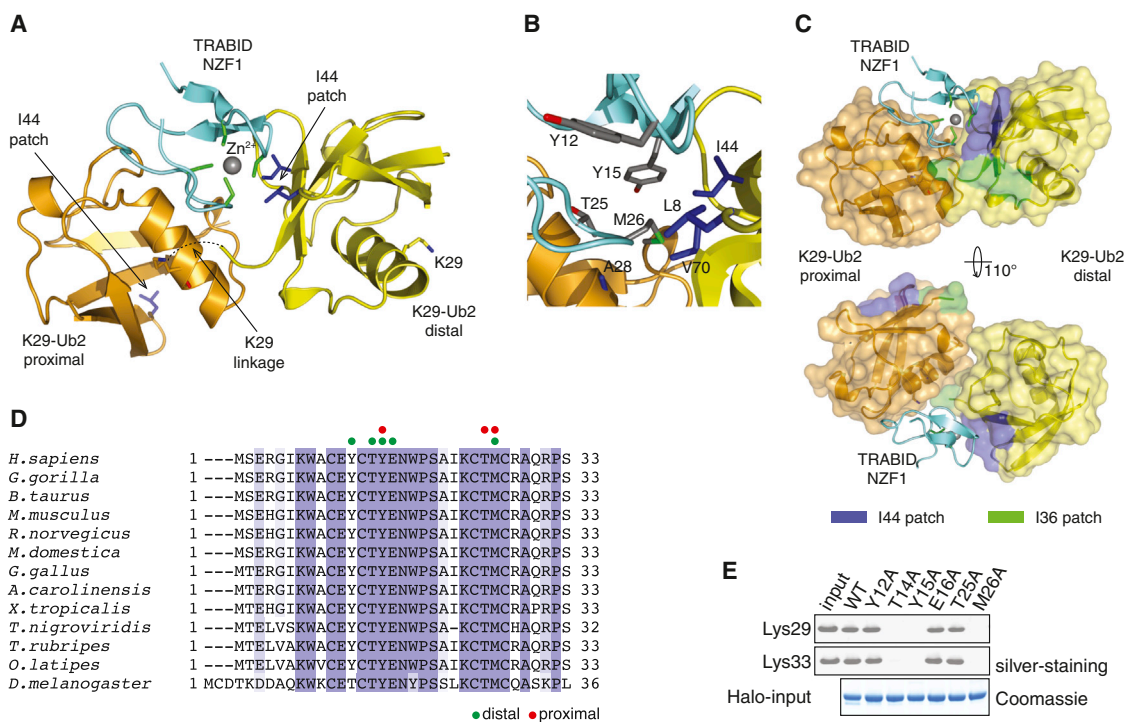 A
TRABID
NZF1
I44
patch
I44
patch
Zn2+
K29
K29-Ub2
distal
K29-Ub2
proximal
K29
linkage
B
Y12
Y15
I44
T25
M26
L8
A28
V70
C
TRABID
NZF1
K29-Ub2
proximal
110°
K29-Ub2
distal
TRABID
NZF1
I44 patch
I36 patch
D
H.sapiens 1 ---MSERGIKWACEYCTYENWPSAIKCTMCRAQRPS 33
G.gorilla 1 ---MSERGIKWACEYCTYENWPSAIKCTMCRAQRPS 33
B.taurus 1 ---MSERGIKWACEYCTYENWPSAIKCTMCRAQRPS 33
M.musculus 1 ---MSEHGIKWACEYCTYENWPSAIKCTMCRAQRPS 33
R.norvegicus 1 ---MSEHGIKWACEYCTYENWPSAIKCTMCRAQRPS 33
M.domestica 1 ---MSERGIKWACEYCTYENWPSAIKCTMCRAQRPS 33
G.gallus 1 ---MTERGIKWACEYCTYENWPSAIKCTMCRAQRPS 33
A.carolinensis 1 ---MTERGIKWACEYCTYENWPSAIKCTMCRAQRPS 33
X.tropicalis 1 ---MTEHGIKWACEYCTYENWPSAIKCTMCRAPRPS 33
T.nigroviridis 1 ---MTELVSKWACEYCTYENWPSA-KCTMCHAQRPS 32
T.rubripes 1 ---MTELVAKWACEYCTYENWPSAIKCTMCRAQRPS 33
O.latipes 1 ---MTELVAKWVCEYCTYENWPSAIKCTMCRAQRPS 33
D.melanogaster 1 MCDTKDDAQKWKCETCTYENYPSSLKCTMCQASKPL 36
distal proximal
E
input WT Y12A T14A Y15A E16A T25A M26A
Lys29
Lys33
silver-staining
Halo-input
Coomassie